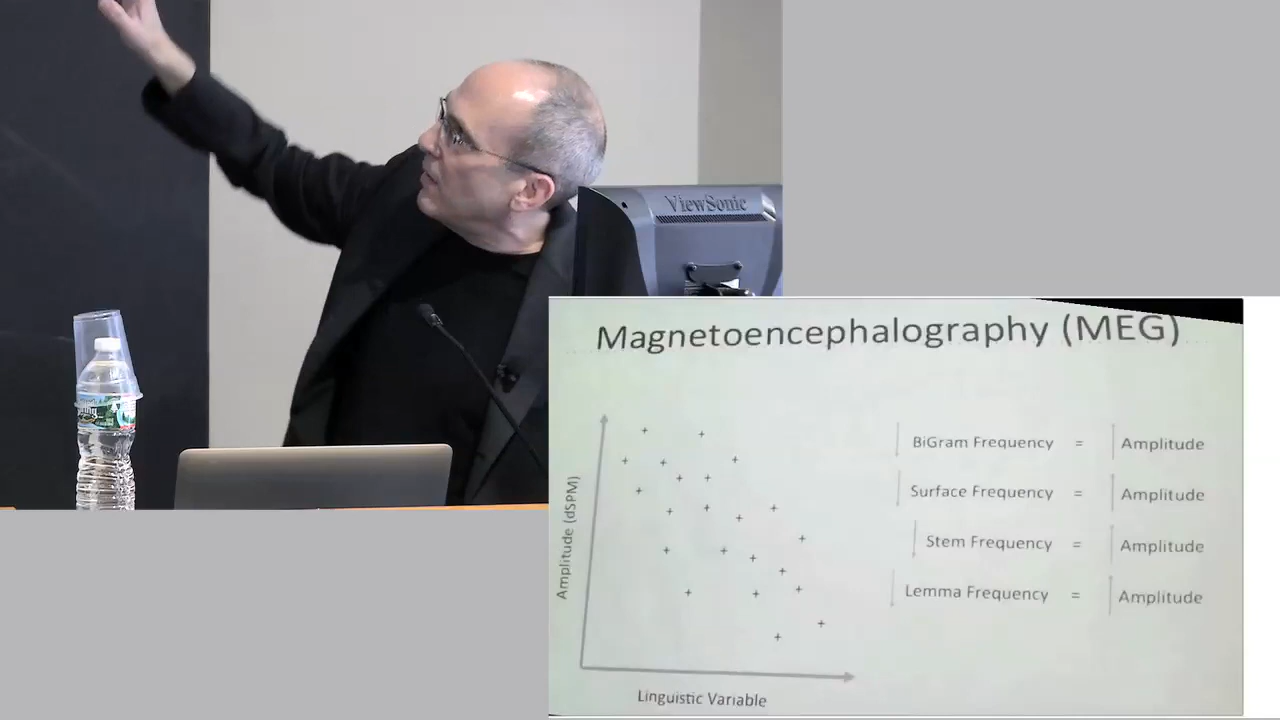 ViewSonic
Magnetoencephalography (MEG)
Amplitude (dSPM)
Linguistic Variable
BiGram Frequency = Amplitude
Surface Frequency = Amplitude
Stem Frequency = Amplitude
Lemma Frequency = Amplitude